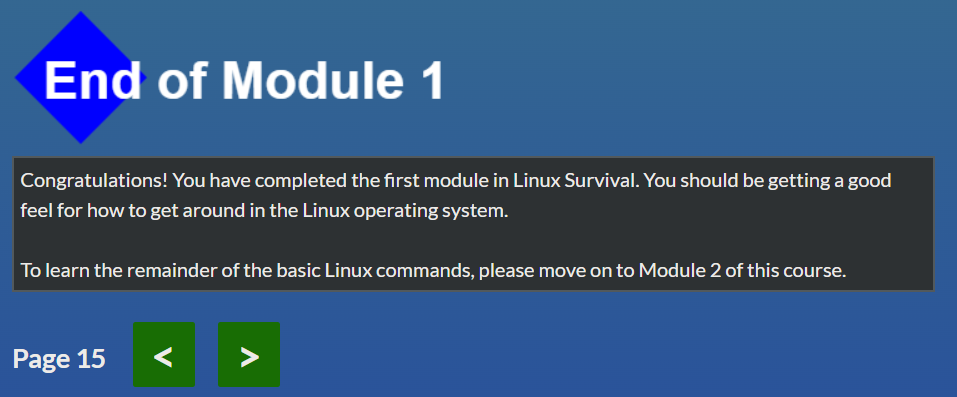 End of Module 1
Congratulations! You have completed the first module in Linux Survival. You should be getting a good
feel for how to get around in the Linux operating system.
To learn the remainder of the basic Linux commands, please move on to Module 2 of this course.
Page 15 < >